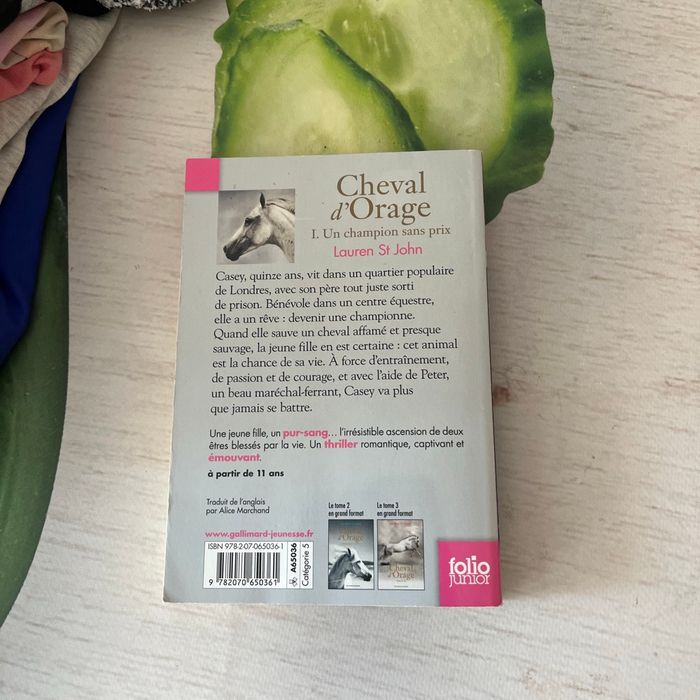 Cheval
d'Orage
I. Un champion sans prix
Lauren St John
Casey, quinze ans, vit dans un quartier populaire
de Londres, avec son père tout juste sorti
de prison. Bénévole dans un centre équestre,
elle a un rêve : devenir une championne.
Quand elle sauve un cheval affamé et presque
sauvage, la jeune fille en est certaine : cet animal
est la chance de sa vie. À force d'entraînement,
de passion et de courage, et avec l'aide de Peter,
un beau maréchal-ferrant, Casey va plus
que jamais se battre.
Une jeune fille, un pur-sang... l'irrésistible ascension de deux
êtres blessés par la vie. Un thriller romantique, captivant et
émouvant.
à partir de 11 ans
Traduit de l'anglais
par Alice Marchand
Le tome 2
en grand format
Le tome 3
en grand format
www.gallimard-jeunesse.fr
ISBN 978-2-07-065036-1
9 782070 650361
A65036
Catégorie 5
d'Orage
Cheval
d'Orage
folio
junior